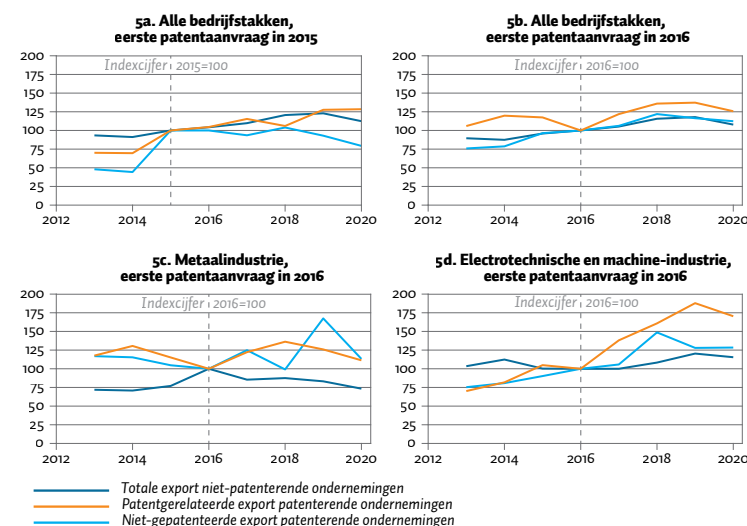 5a. Alle bedrijfstakken,
eerste patentaanvraag in 2015
Indexcijfer 2015=100
200
175
150
125
100
75
50
25
0
2012 2014 2016 2018 2020
5b. Alle bedrijfstakken,
eerste patentaanvraag in 2016
Indexcijfer 2016=100
200
175
150
125
100
75
50
25
0
2012 2014 2016 2018 2020
5c. Metaalindustrie,
eerste patentaanvraag in 2016
Indexcijfer 2016=100
200
175
150
125
100
75
50
25
0
2012 2014 2016 2018 2020
5d. Electrotechnische en machine-industrie,
eerste patentaanvraag in 2016
Indexcijfer 2016=100
200
175
150
125
100
75
50
25
0
2012 2014 2016 2018 2020
Totale export niet-patenterende ondernemingen
Patentgerelateerde export patenterende ondernemingen
Niet-gepatenteerde export patenterende ondernemingen